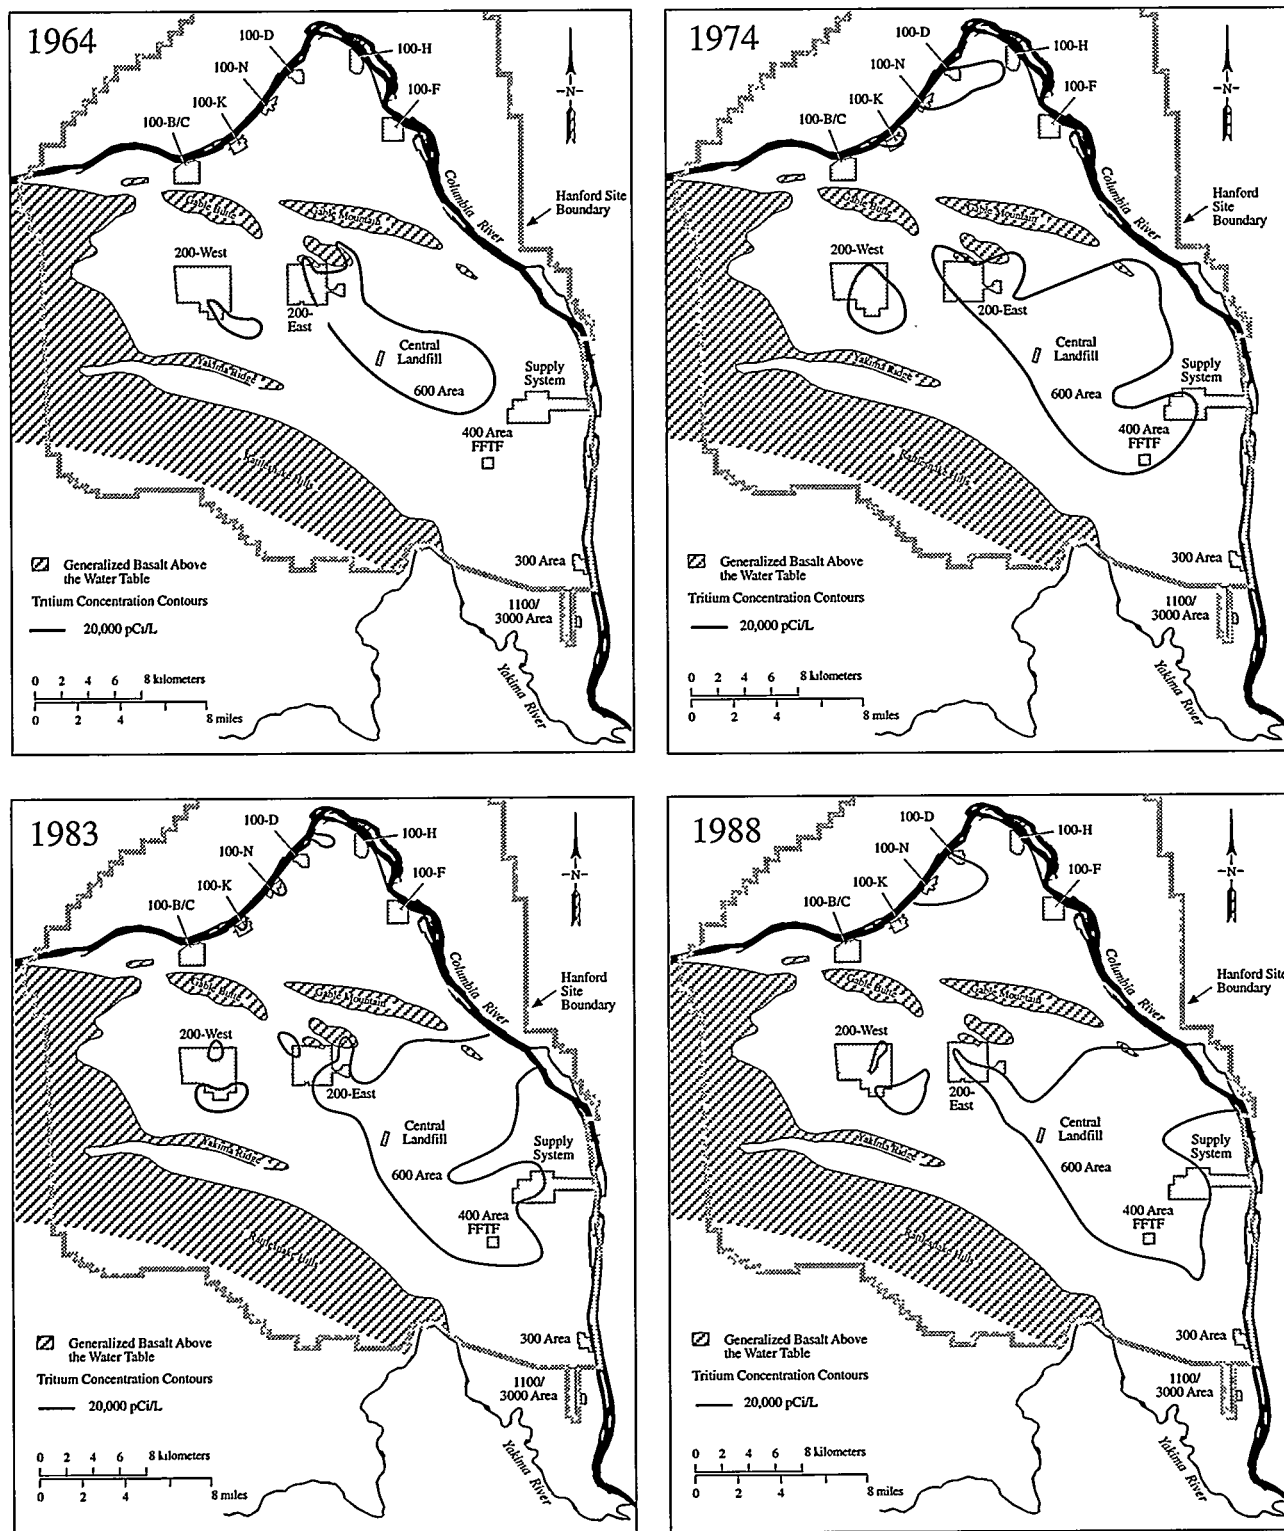 1964
100-D
100-H
100-N
100-K
100-F
100-B/C
-N-
Columbia River
Hanford Site
Boundary
Gable Butte
Gable Mountain
200-West
200-
East
Central
Landfill
Supply
System
600 Area
Yakima Ridge
400 Area
FFTF
Rattlesnake Hills
300 Area
1100/
3000 Area
Generalized Basalt Above
the Water Table
Tritium Concentration Contours
20,000 pCi/L
0 2 4 6 8 kilometers
0 2 4 8 miles
Yakima River
1974
100-D
100-H
100-N
100-K
100-F
100-B/C
-N-
Columbia River
Hanford Site
Boundary
Gable Butte
Gable Mountain
200-West
200-East
Central
Landfill
Supply
System
600 Area
Yakima Ridge
400 Area
FFTF
Rattlesnake Hills
300 Area
1100/
3000 Area
Generalized Basalt Above
the Water Table
Tritium Concentration Contours
20,000 pCi/L
0 2 4 6 8 kilometers
0 2 4 8 miles
Yakima River
1983
100-D
100-H
100-N
100-K
100-F
100-B/C
-N-
Columbia River
Hanford
Site
Boundary
Gable Butte
Gable Mountain
200-West
200-East
Central
Landfill
Supply
System
600 Area
Yakima Ridge
400 Area
FFTF
Rattlesnake Hills
300 Area
1100/
3000 Area
Generalized Basalt Above
the Water Table
Tritium Concentration Contours
20,000 pCi/L
0 2 4 6 8 kilometers
0 2 4 8 miles
Yakima River
1988
100-D
100-H
100-N
100-K
100-F
100-B/C
-N-
Columbia River
Hanford Site
Boundary
Gable Butte
Gable Mountain
200-West
200-
East
Central
Landfill
Supply
System
600 Area
Yakima Ridge
400 Area
FFTF
Rattlesnake Hills
300 Area
1100/
3000 Area
Generalized Basalt Above
the Water Table
Tritium Concentration Contours
20,000 pCi/L
0 2 4 6 8 kilometers
0 2 4 8 miles
Yakima River